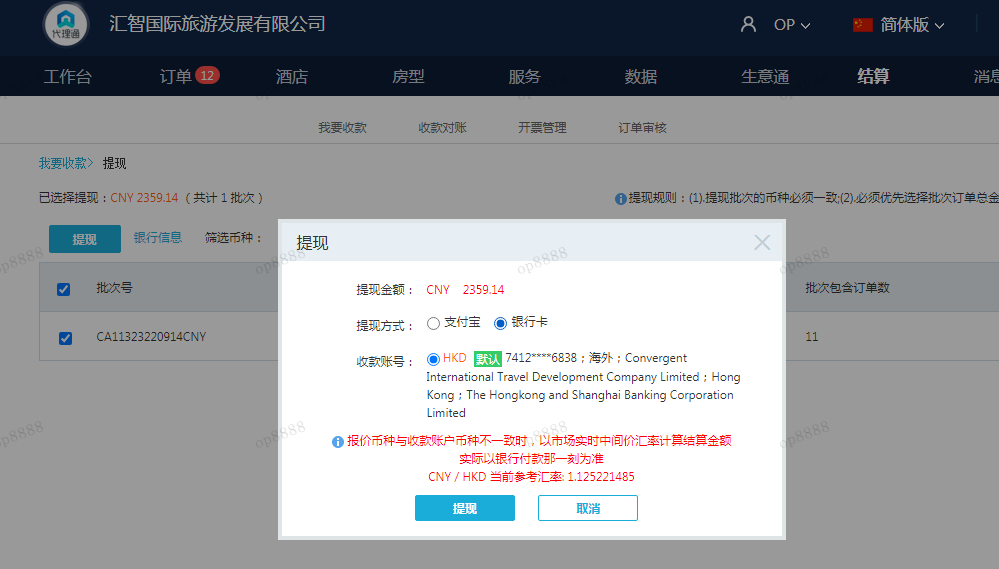 代理通
汇智国际旅游发展有限公司
OP
简体版
工作台
订单 12
酒店
房型
服务
数据
生意通
结算
消息
我要收款
收款对账
开票管理
订单审核
我要收款> 提现
已选择提现：CNY 2359.14 （ 共计 1 批次 ）
提现规则：(1).提现批次的币种必须一致;(2).必须优先选择批次订单总金
提现
银行信息
筛选币种：
批次号
批次包含订单数
CA11323220914CNY
11
提现
提现金额： CNY 2359.14
提现方式： 支付宝 银行卡
收款账号： HKD 默认 7412****6838；海外；Convergent
International Travel Development Company Limited；Hong
Kong；The Hongkong and Shanghai Banking Corporation
Limited
报价币种与收款账户币种不一致时，以市场实时中间价汇率计算结算金额
实际以银行付款那一刻为准
CNY / HKD 当前参考汇率: 1.125221485
提现
取消
op8888
op8888
op8888
op8888
op8888
op8888
op8888
op8888